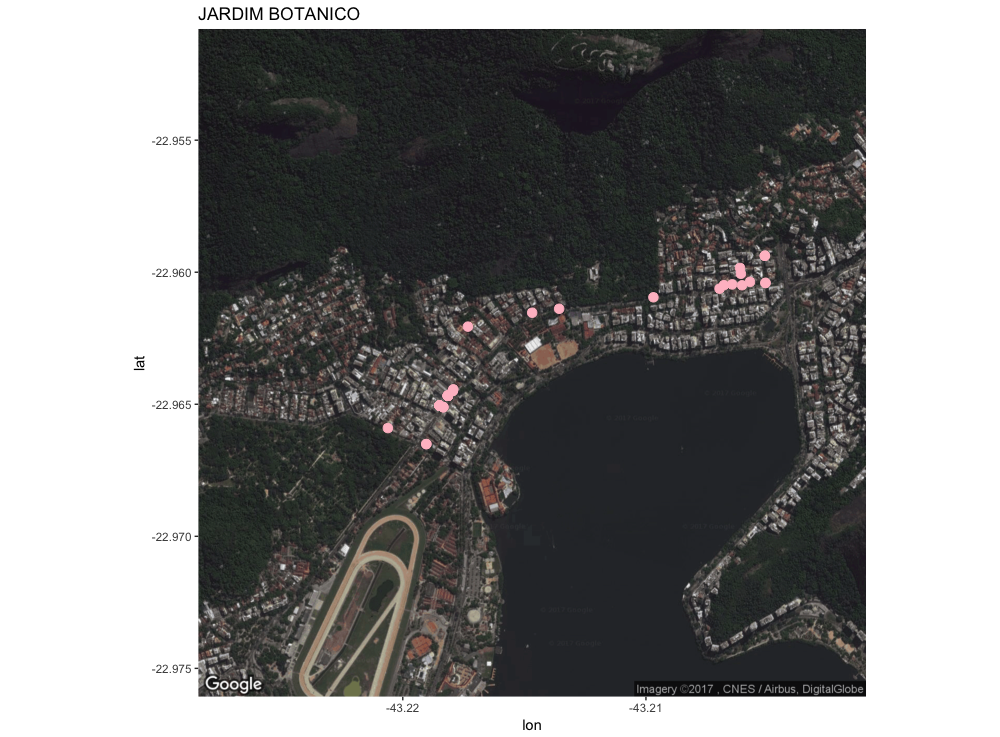 JARDIM BOTANICO
lat
-22.955
-22.960
-22.965
-22.970
-22.975
Google
Imagery ©2017 , CNES / Airbus, DigitalGlobe
-43.22
-43.21
lon